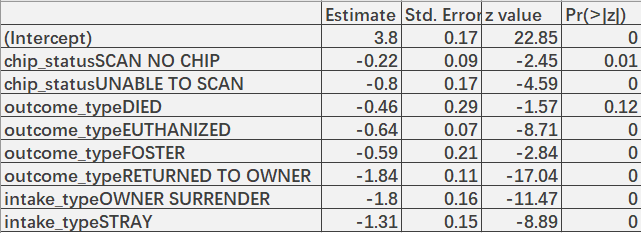 Estimate Std. Error z value Pr(>|z|)
(Intercept) 3.8 0.17 22.85 0
chip_statusSCAN NO CHIP -0.22 0.09 -2.45 0.01
chip_statusUNABLE TO SCAN -0.8 0.17 -4.59 0
outcome_typeDIED -0.46 0.29 -1.57 0.12
outcome_typeEUTHANIZED -0.64 0.07 -8.71 0
outcome_typeFOSTER -0.59 0.21 -2.84 0
outcome_typeRETURNED TO OWNER -1.84 0.11 -17.04 0
intake_typeOWNER SURRENDER -1.8 0.16 -11.47 0
intake_typeSTRAY -1.31 0.15 -8.89 0